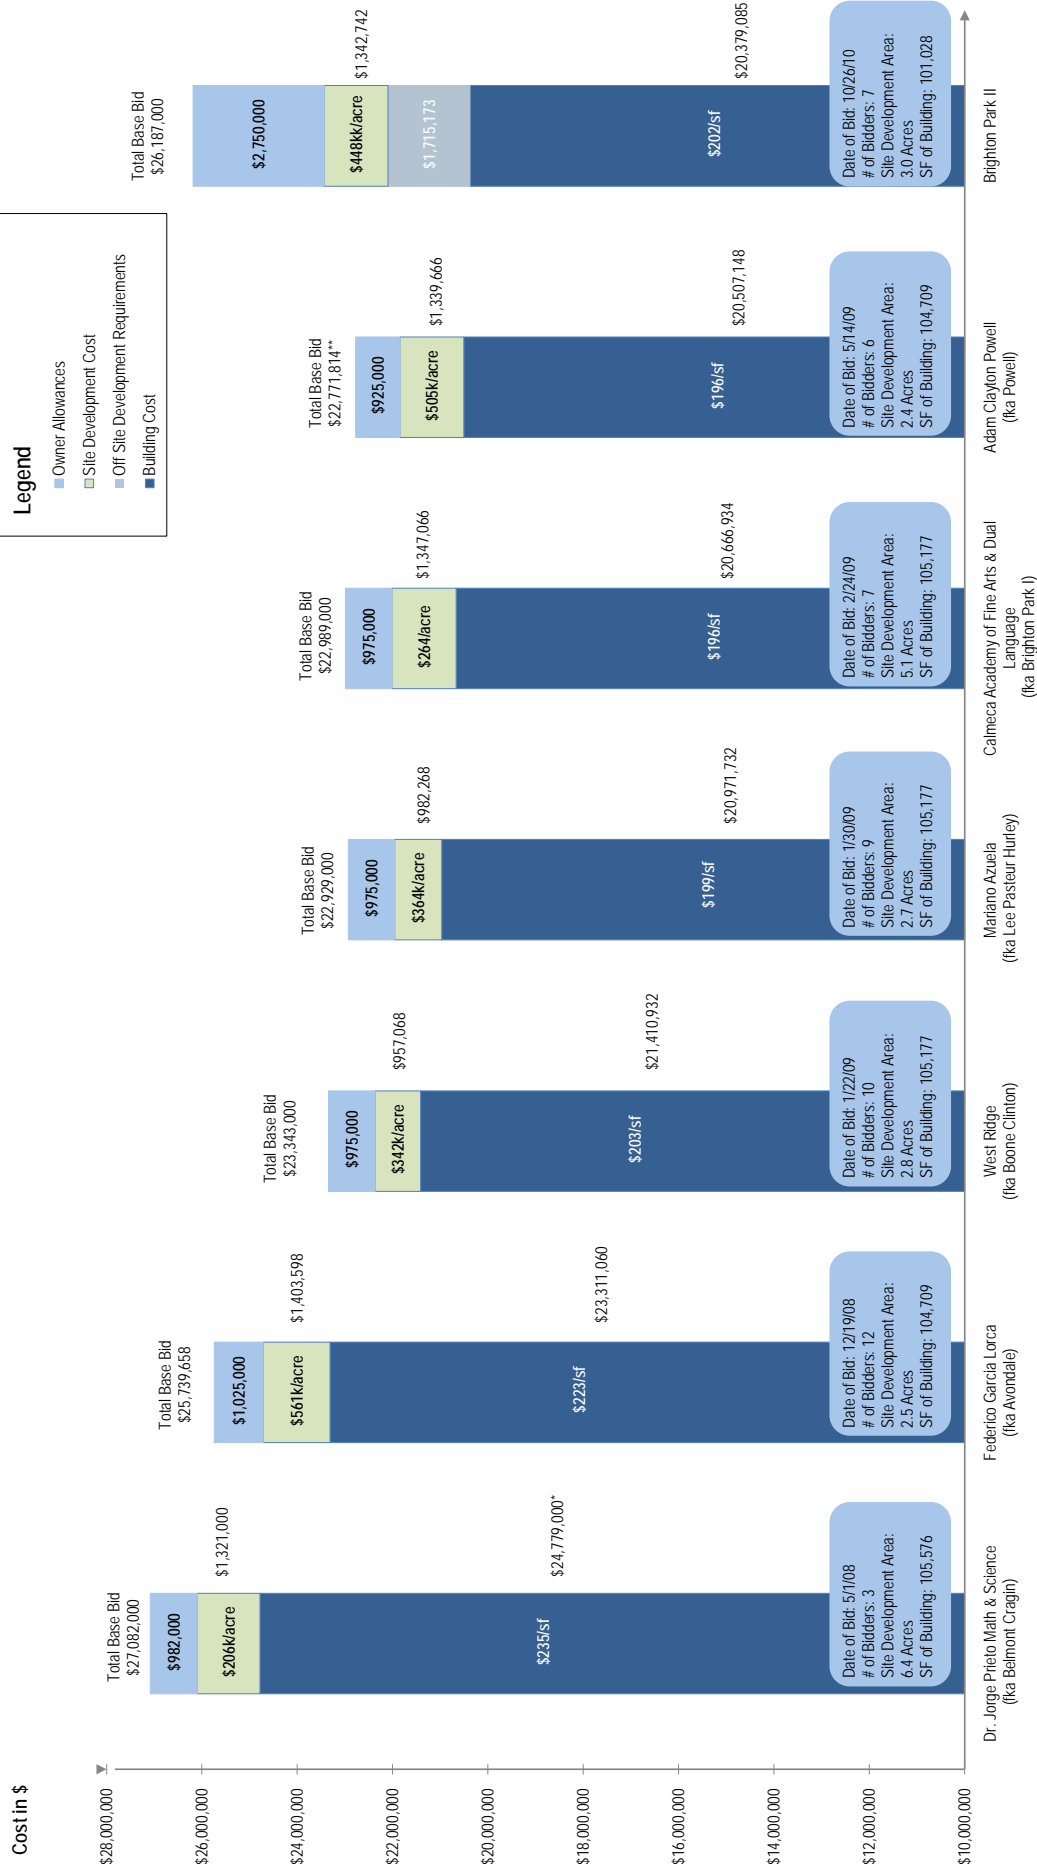 Cost in $
$28,000,000
$26,000,000
$24,000,000
$22,000,000
$20,000,000
$18,000,000
$16,000,000
$14,000,000
$12,000,000
$10,000,000
Legend
Owner Allowances
Site Development Cost
Off Site Development Requirements
Building Cost
Total Base Bid
$27,082,000
$982,000
$206k/acre
$1,321,000
$235/sf
$24,779,000*
Date of Bid: 5/1/08
# of Bidders: 3
Site Development Area:
6.4 Acres
SF of Building: 105,576
Dr. Jorge Prieto Math & Science
(fka Belmont Cragin)
Total Base Bid
$25,739,658
$1,025,000
$561k/acre
$1,403,598
$223/sf
$23,311,060
Date of Bid: 12/19/08
# of Bidders: 12
Site Development Area:
2.5 Acres
SF of Building: 104,709
Federico Garcia Lorca
(fka Avondale)
Total Base Bid
$23,343,000
$975,000
$342k/acre
$957,068
$203/sf
$21,410,932
Date of Bid: 1/22/09
# of Bidders: 10
Site Development Area:
2.8 Acres
SF of Building: 105,177
West Ridge
(fka Boone Clinton)
Total Base Bid
$22,929,000
$975,000
$364k/acre
$982,268
$199/sf
$20,971,732
Date of Bid: 1/30/09
# of Bidders: 9
Site Development Area:
2.7 Acres
SF of Building: 105,177
Mariano Azuela
(fka Lee Pasteur Hurley)
Total Base Bid
$22,989,000
$975,000
$264/acre
$1,347,066
$196/sf
$20,666,934
Date of Bid: 2/24/09
# of Bidders: 7
Site Development Area:
5.1 Acres
SF of Building: 105,177
Calmeca Academy of Fine Arts & Dual
Language
(fka Brighton Park I)
Total Base Bid
$22,771,814**
$925,000
$505k/acre
$1,339,666
$196/sf
$20,507,148
Date of Bid: 5/14/09
# of Bidders: 6
Site Development Area:
2.4 Acres
SF of Building: 104,709
Adam Clayton Powell
(fka Powell)
Total Base Bid
$26,187,000
$2,750,000
$448kk/acre
$1,342,742
$1,715,173
$202/sf
$20,379,085
Date of Bid: 10/26/10
# of Bidders: 7
Site Development Area:
3.0 Acres
SF of Building: 101,028
Brighton Park II